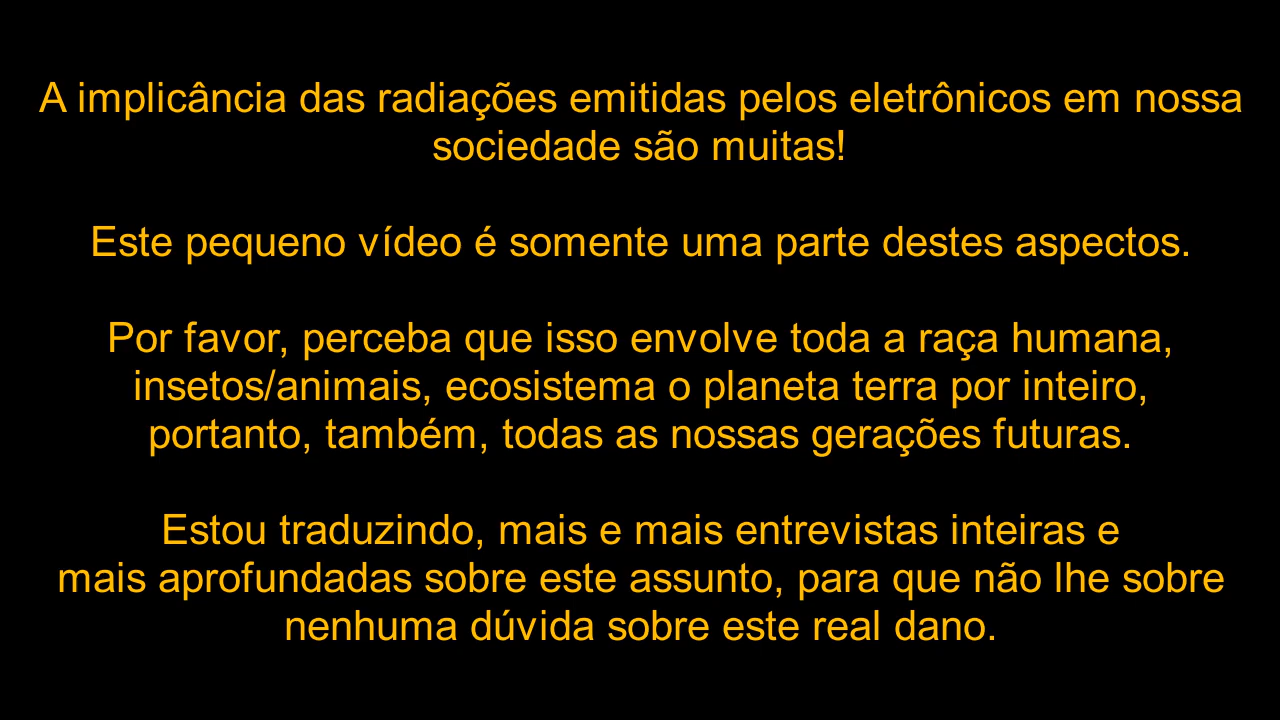 A implicância das radiações emitidas pelos eletrônicos em nossa
sociedade são muitas!
Este pequeno vídeo é somente uma parte destes aspectos.
Por favor, perceba que isso envolve toda a raça humana,
insetos/animais, ecosistema o planeta terra por inteiro,
portanto, também, todas as nossas gerações futuras.
Estou traduzindo, mais e mais entrevistas inteiras e
mais aprofundadas sobre este assunto, para que não lhe sobre
nenhuma dúvida sobre este real dano.